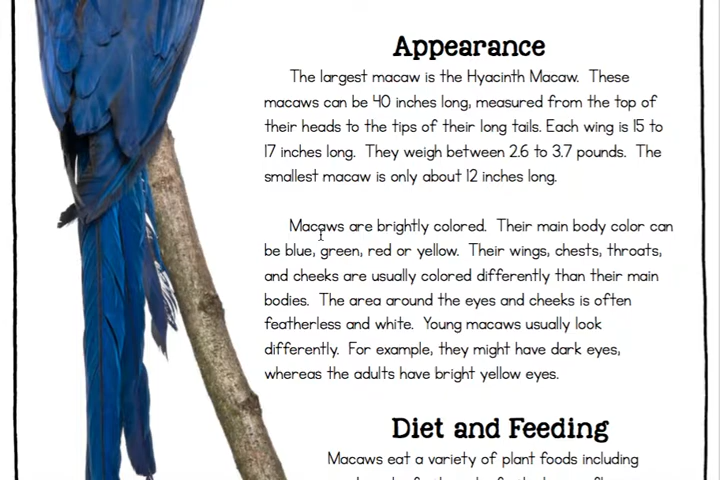 Appearance
The largest macaw is the Hyacinth Macaw. These
macaws can be 40 inches long, measured from the top of
their heads to the tips of their long tails. Each wing is 15 to
17 inches long. They weigh between 2.6 to 3.7 pounds. The
smallest macaw is only about 12 inches long.
Macaws are brightly colored. Their main body color can
be blue, green, red or yellow. Their wings, chests, throats,
and cheeks are usually colored differently than their main
bodies. The area around the eyes and cheeks is often
featherless and white. Young macaws usually look
differently. For example, they might have dark eyes,
whereas the adults have bright yellow eyes.
Diet and Feeding
Macaws eat a variety of plant foods including